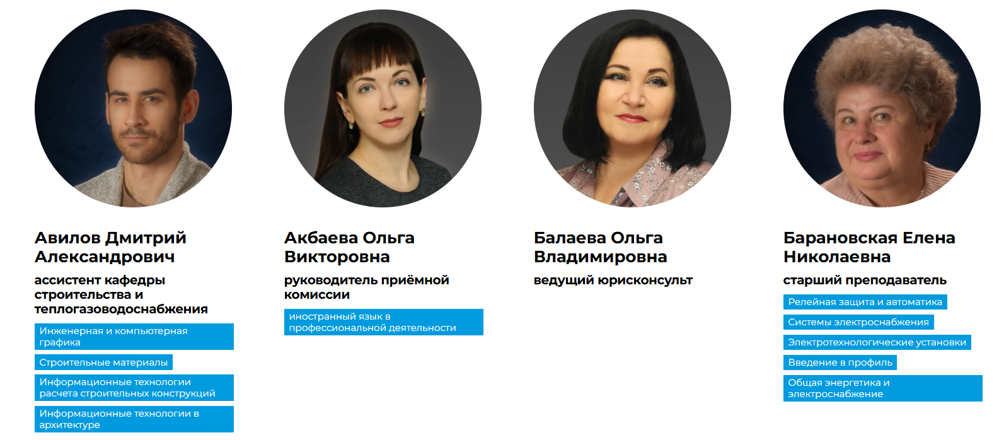 Авилов Дмитрий
Александрович
ассистент кафедры
строительства и
теплогазоводоснабжения
Инженерная и компьютерная
графика
Строительные материалы
Информационные технологии
расчета строительных конструкций
Информационные технологии в
архитектуре
Акбаева Ольга
Викторовна
руководитель приёмной
комиссии
иностранный язык в
профессиональной деятельности
Балаева Ольга
Владимировна
ведущий юрисконсульт
Барановская Елена
Николаевна
старший преподаватель
Релейная защита и автоматика
Системы электроснабжения
Электротехнологические установки
Введение в профиль
Общая энергетика и
электроснабжение